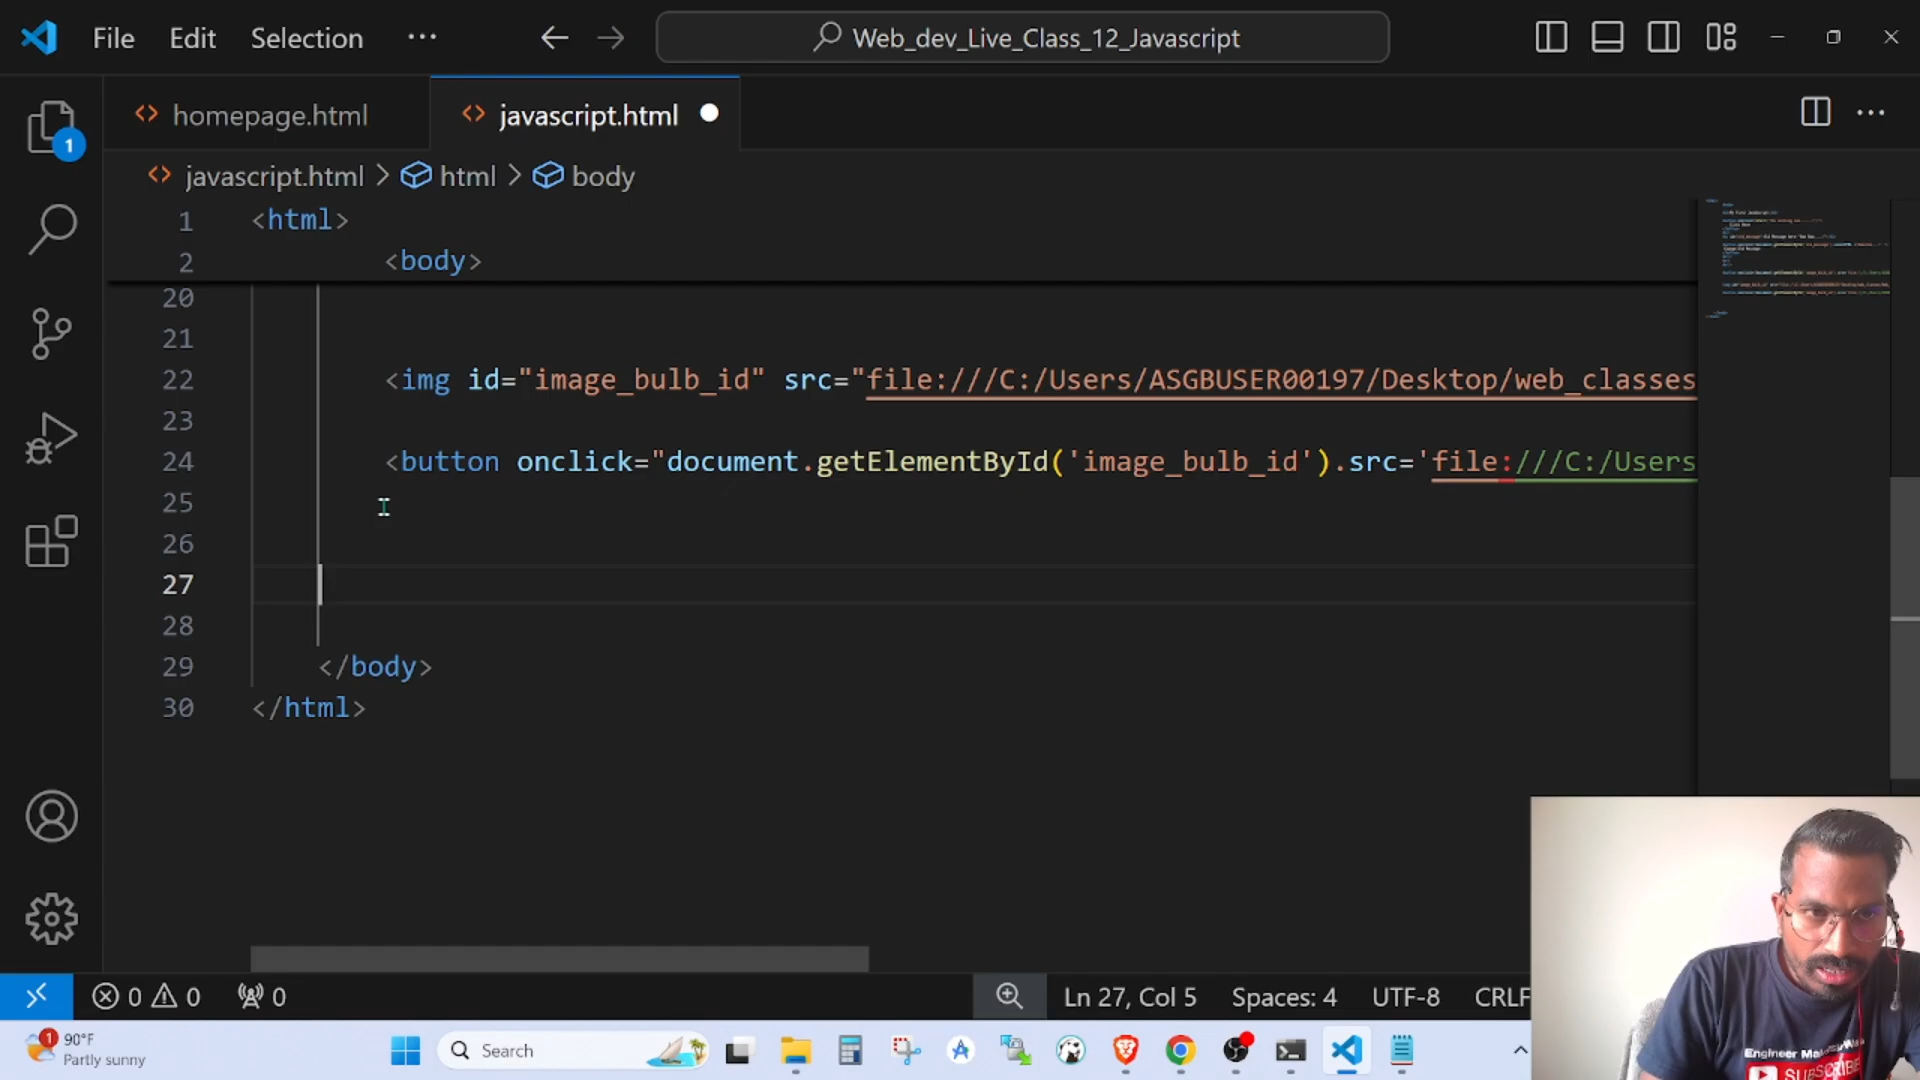 File Edit Selection ···
Web_dev_Live_Class_12_Javascript
homepage.html
javascript.html
1
javascript.html > html > body
1 <html>
2 <body>
20
21
22 <img id="image_bulb_id" src="file:///C:/Users/ASGBUSER00197/Desktop/web_classes
23
24 <button onclick="document.getElementById('image_bulb_id').src='file:///C:/Users
25
26
27
28
29 </body>
30 </html>
0 0 0
Ln 27, Col 5 Spaces: 4 UTF-8 CRLF
1
90°F
Partly sunny
Search
SUBSCRIBE